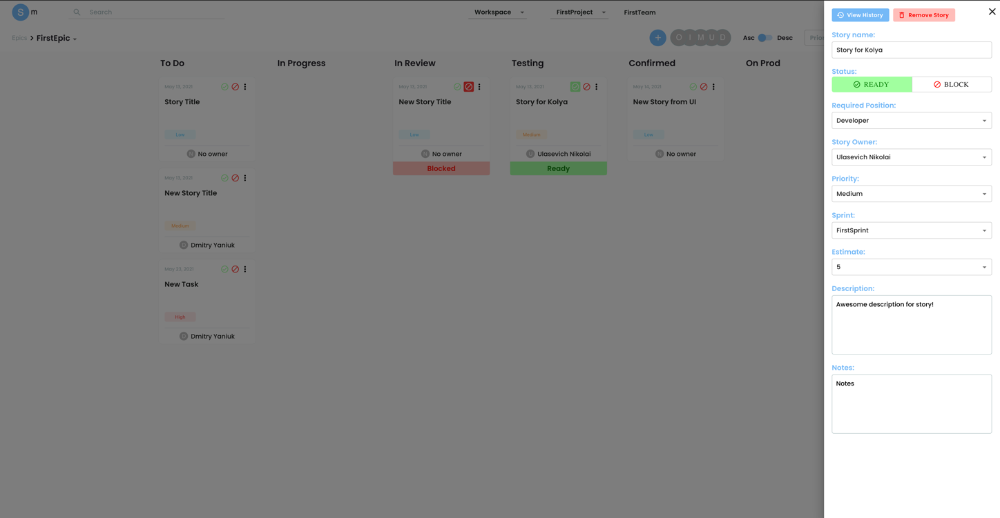 S m
Search
Workspace
FirstProject
FirstTeam
Epics > FirstEpic
+ O I M U D
Asc
Desc
Prior
To Do
In Progress
In Review
Testing
Confirmed
On Prod
May 13, 2021
Story Title
Low
N No owner
May 13, 2021
New Story Title
Medium
D Dmitry Yaniuk
May 23, 2021
New Task
High
D Dmitry Yaniuk
May 13, 2021
New Story Title
Low
N No owner
Blocked
May 13, 2021
Story for Kolya
Medium
U Ulasevich Nikolai
Ready
May 14, 2021
New Story from UI
Low
N No owner
View History
Remove Story
Story name:
Story for Kolya
Status:
READY
BLOCK
Required Position:
Developer
Story Owner:
Ulasevich Nikolai
Priority:
Medium
Sprint:
FirstSprint
Estimate:
5
Description:
Awesome description for story!
Notes:
Notes